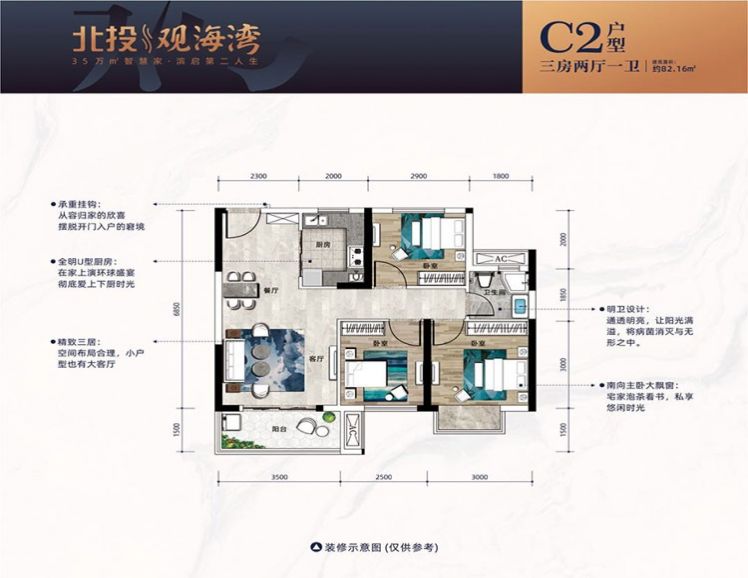 北投观海湾
35万㎡智慧家·滨启第二人生
C2户型
三房两厅一卫
建筑面积:
约82.16㎡
2300
2000
2900
1800
承重挂钩:
从容归家的欣喜
摆脱开门入户的窘境
全明U型厨房:
在家上演环球盛宴
彻底爱上下厨时光
精致三居:
空间布局合理,小户
型也有大客厅
6850
1500
厨房
卧室
AC
卫生间
餐厅
客厅
卧室
卧室
阳台
AC
2000
1850
3000
1500
明卫设计:
通透明亮,让阳光满
溢,将病菌消灭与无
形之中。
南向主卧大飘窗:
宅家泡茶看书,私享
悠闲时光
3500
2500
3000
装修示意图(仅供参考)